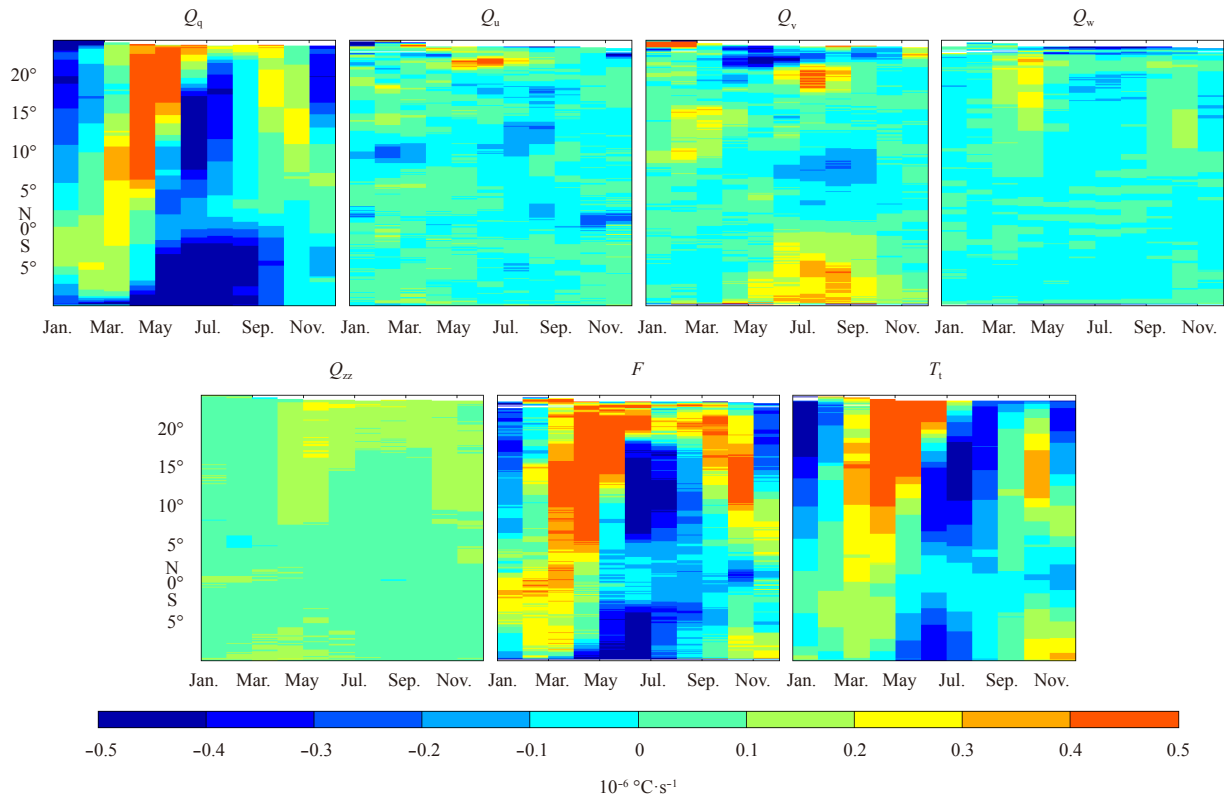 Qq Qu Qv Qw
20°
15°
10°
5°
N
0°
S
5°
Jan. Mar. May Jul. Sep. Nov. Jan. Mar. May Jul. Sep. Nov. Jan. Mar. May Jul. Sep. Nov. Jan. Mar. May Jul. Sep. Nov.
Qzz F Tt
20°
15°
10°
5°
N
0°
S
5°
Jan. Mar. May Jul. Sep. Nov. Jan. Mar. May Jul. Sep. Nov. Jan. Mar. May Jul. Sep. Nov.
−0.5 −0.4 −0.3 −0.2 −0.1 0 0.1 0.2 0.3 0.4 0.5
10⁻⁶ °C·s⁻¹